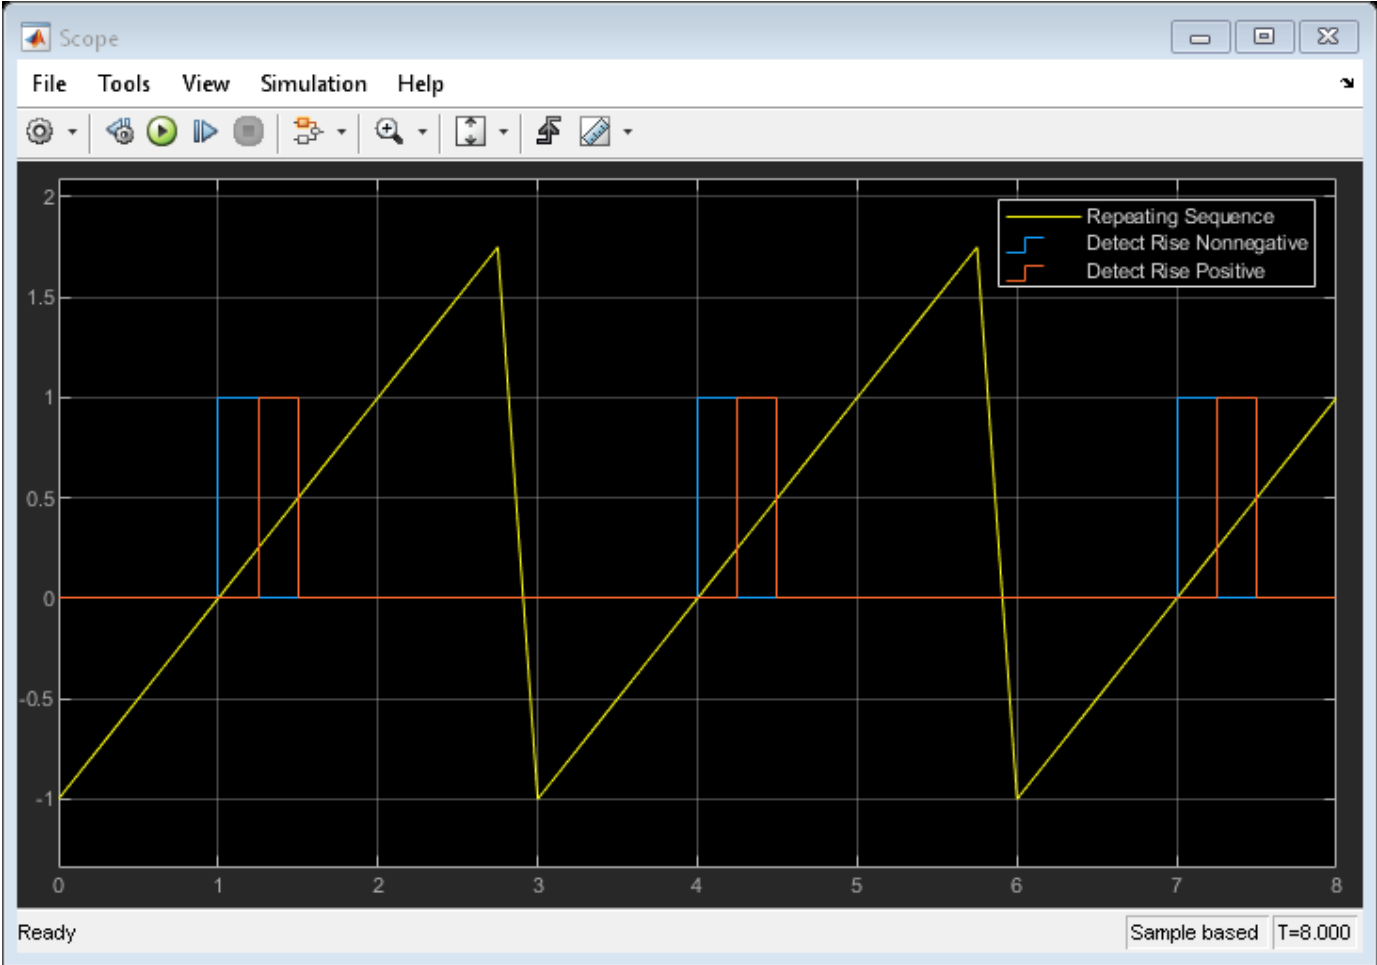 Scope
File Tools View Simulation Help
2
1.5
1
0.5
0
-0.5
-1
Repeating Sequence
Detect Rise Nonnegative
Detect Rise Positive
0 1 2 3 4 5 6 7 8
Ready Sample based T=8.000